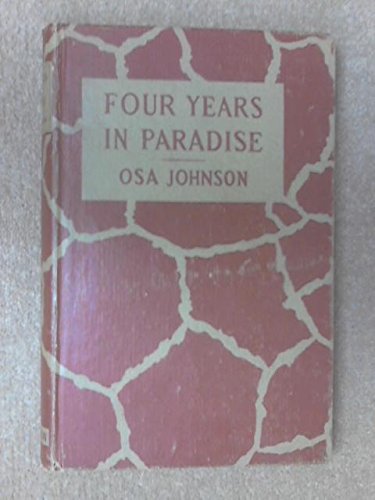 FOUR YEARS
IN PARADISE
OSA JOHNSON